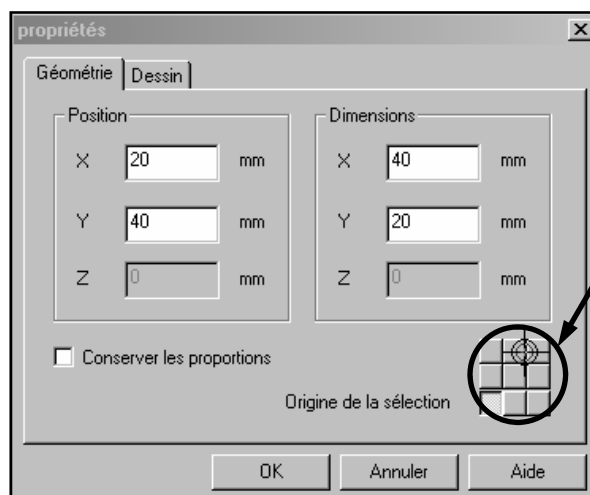 propriétés
Géométrie Dessin
Position
X 20 mm
Y 40 mm
Z 0 mm
Dimensions
X 40 mm
Y 20 mm
Z 0 mm
Conserver les proportions
Origine de la sélection
OK Annuler Aide